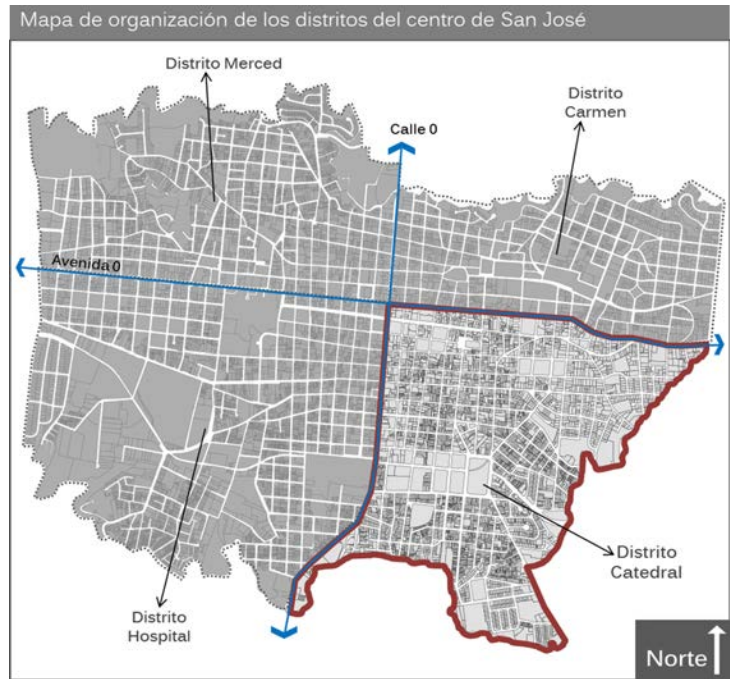 Mapa de organización de los distritos del centro de San José
Distrito Merced
Calle 0
Distrito
Carmen
Avenida 0
Distrito
Catedral
Distrito
Hospital
Norte